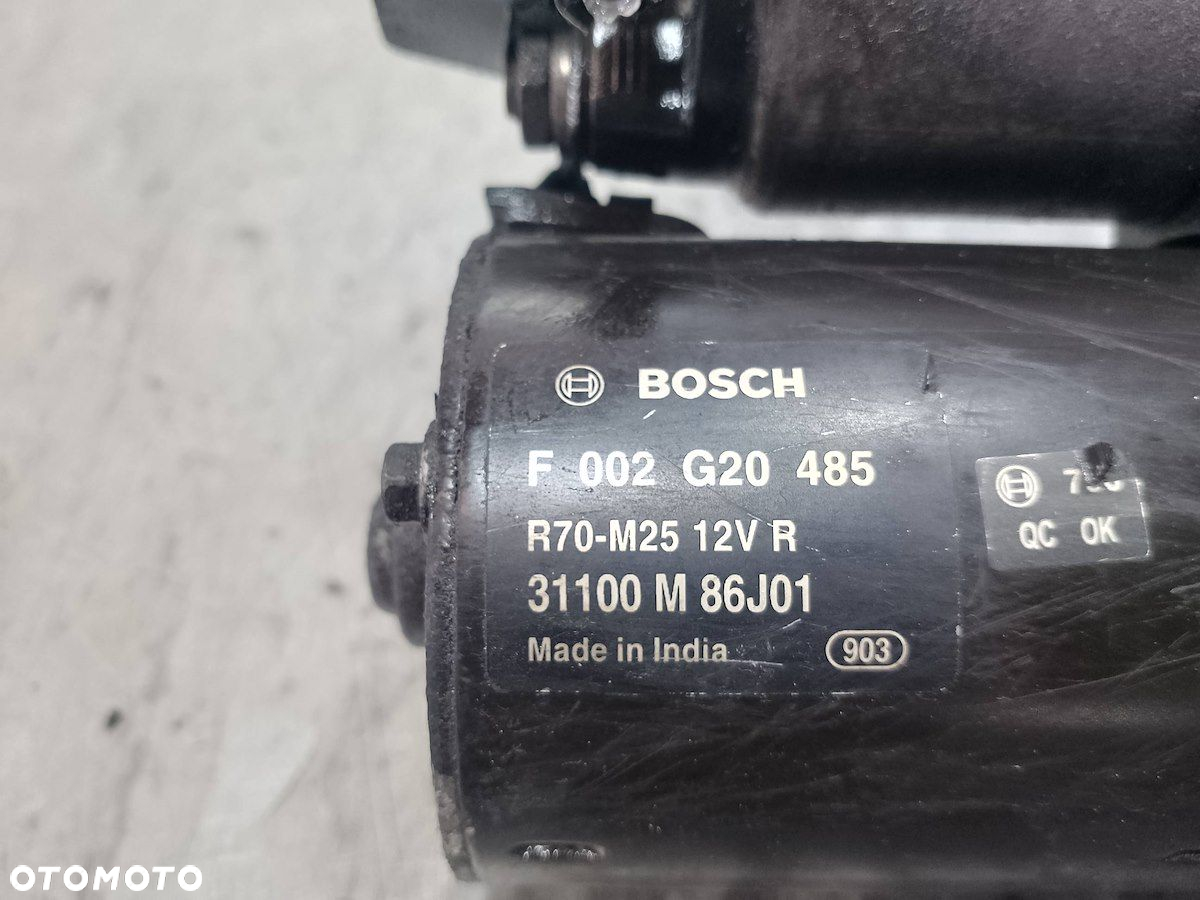 BOSCH
F 002 G20 485
R70-M25 12V R
31100 M 86J01
Made in India 903
QC OK
OTOMOTO